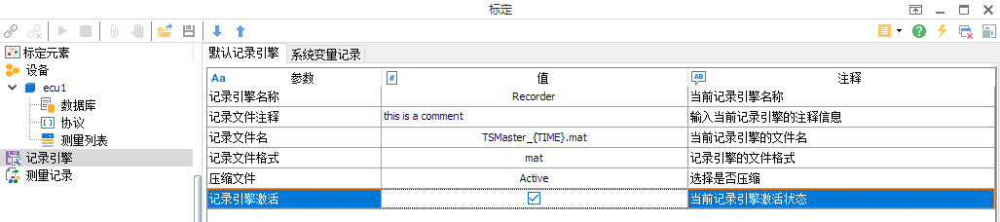 标定
标定元素
设备
ecu1
数据库
协议
测量列表
记录引擎
测量记录
默认记录引擎 系统变量记录
Aa 参数 # 值 AB 注释
记录引擎名称 Recorder 当前记录引擎名称
记录文件注释 this is a comment 输入当前记录引擎的注释信息
记录文件名 TSMaster_{TIME}.mat 当前记录引擎的文件名
记录文件格式 mat 记录引擎的文件格式
压缩文件 Active 选择是否压缩
记录引擎激活 当前记录引擎激活状态